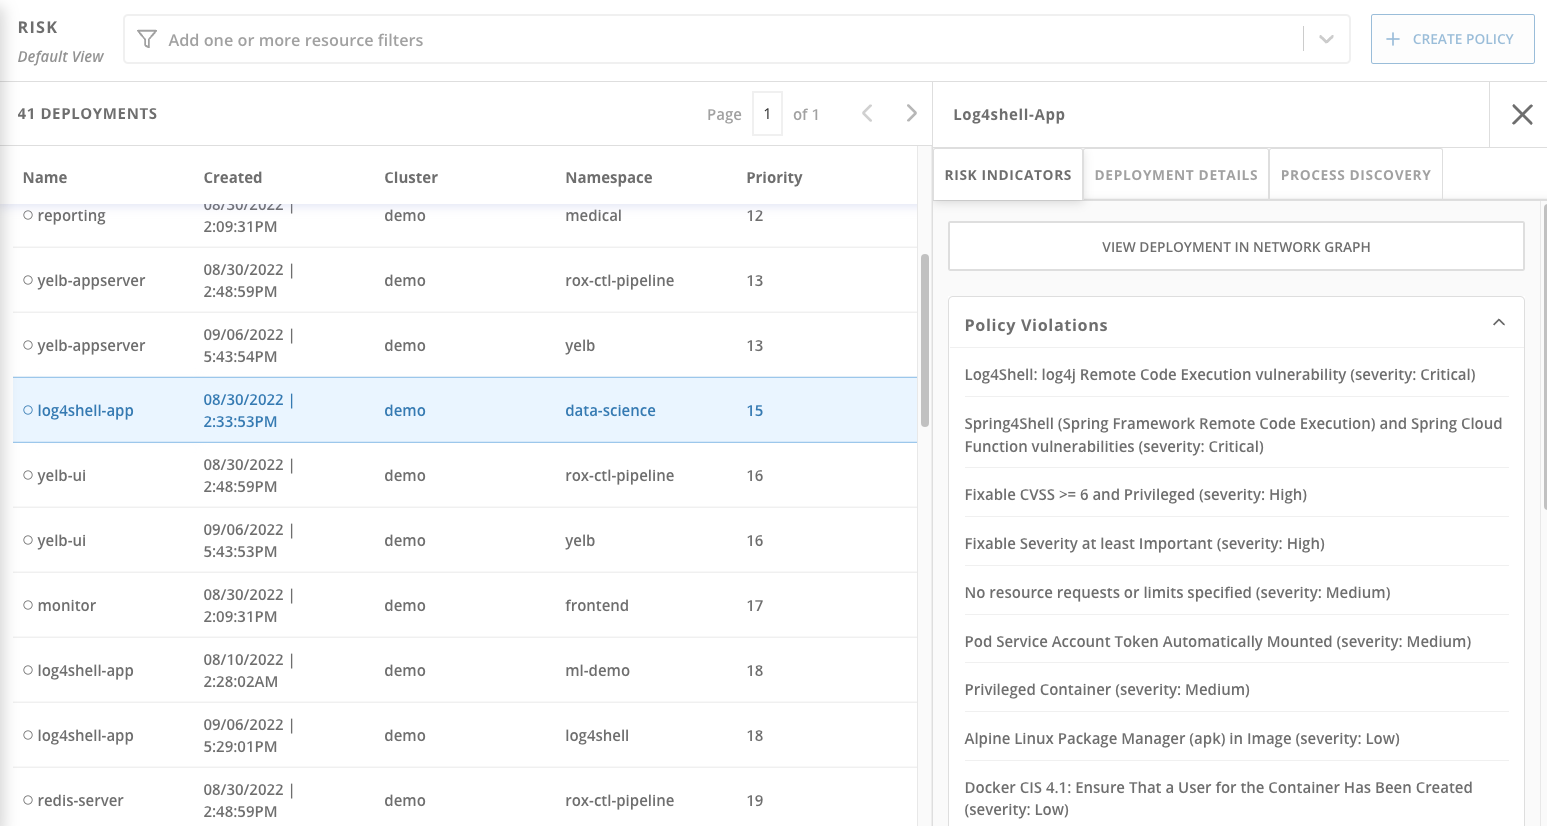 RISK
Default View
Add one or more resource filters
CREATE POLICY
41 DEPLOYMENTS
Page 1 of 1
Name Created Cluster Namespace Priority
reporting 08/30/2022 | demo medical 12
2:09:31PM
yelb-appserver 08/30/2022 | demo rox-ctl-pipeline 13
2:48:59PM
yelb-appserver 09/06/2022 | demo yelb 13
5:43:54PM
log4shell-app 08/30/2022 | demo data-science 15
2:33:53PM
yelb-ui 08/30/2022 | demo rox-ctl-pipeline 16
2:48:59PM
yelb-ui 09/06/2022 | demo yelb 16
5:43:53PM
monitor 08/30/2022 | demo frontend 17
2:09:31PM
log4shell-app 08/10/2022 | demo ml-demo 18
2:28:02AM
log4shell-app 09/06/2022 | demo log4shell 18
5:29:01PM
redis-server 08/30/2022 | demo rox-ctl-pipeline 19
2:48:59PM
Log4shell-App
RISK INDICATORS DEPLOYMENT DETAILS PROCESS DISCOVERY
VIEW DEPLOYMENT IN NETWORK GRAPH
Policy Violations
Log4Shell: log4j Remote Code Execution vulnerability (severity: Critical)
Spring4Shell (Spring Framework Remote Code Execution) and Spring Cloud
Function vulnerabilities (severity: Critical)
Fixable CVSS >= 6 and Privileged (severity: High)
Fixable Severity at least Important (severity: High)
No resource requests or limits specified (severity: Medium)
Pod Service Account Token Automatically Mounted (severity: Medium)
Privileged Container (severity: Medium)
Alpine Linux Package Manager (apk) in Image (severity: Low)
Docker CIS 4.1: Ensure That a User for the Container Has Been Created
(severity: Low)